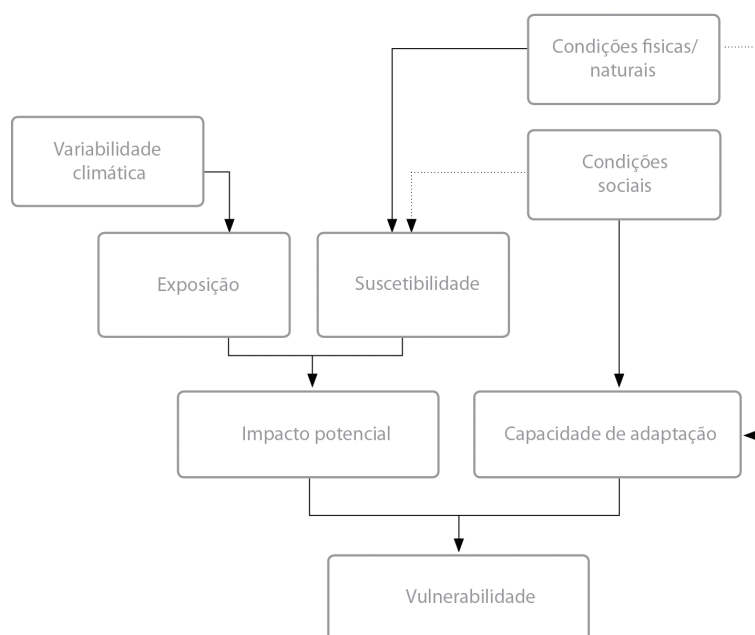 Condições fisicas/
naturais
Variabilidade
climática
Condições
sociais
Exposição
Suscetibilidade
Impacto potencial
Capacidade de adaptação
Vulnerabilidade